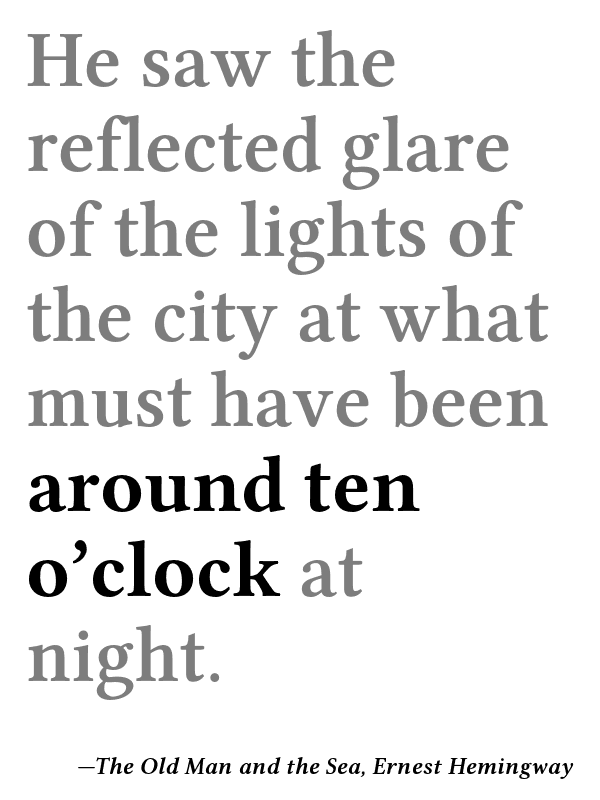 He saw the
reflected glare
of the lights of
the city at what
must have been
around ten
o’clock at
night.
—The Old Man and the Sea, Ernest Hemingway